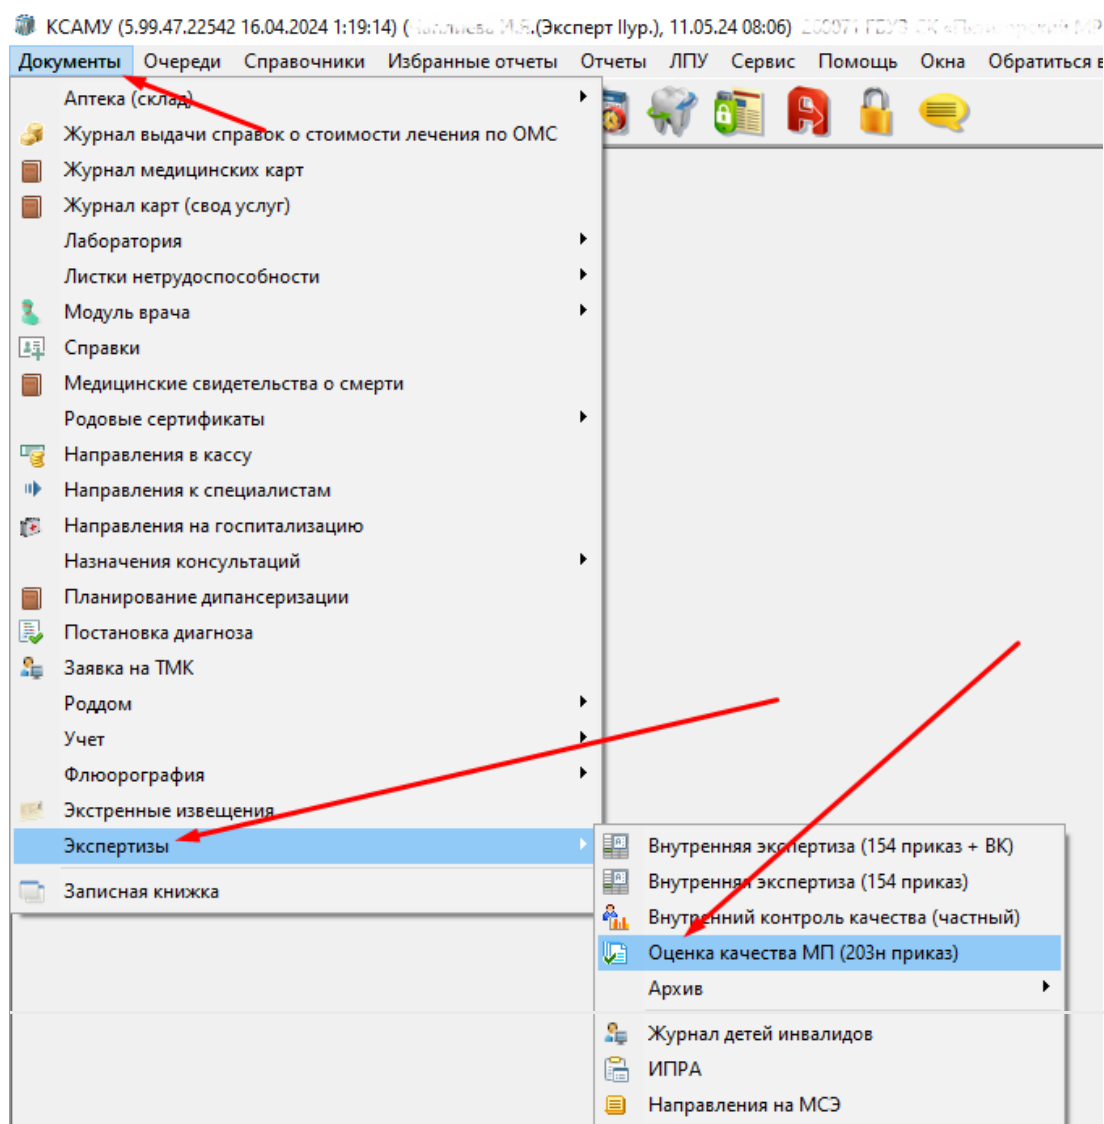 КСАМУ (5.99.47.22542 16.04.2024 1:19:14) ( И.В.(Эксперт IIур.), 11.05.24 08:06)
Документы Очереди Справочники Избранные отчеты Отчеты ЛПУ Сервис Помощь Окна Обратиться в
Аптека (склад)
Журнал выдачи справок о стоимости лечения по ОМС
Журнал медицинских карт
Журнал карт (свод услуг)
Лаборатория
Листки нетрудоспособности
Модуль врача
Справки
Медицинские свидетельства о смерти
Родовые сертификаты
Направления в кассу
Направления к специалистам
Направления на госпитализацию
Назначения консультаций
Планирование дипансеризации
Постановка диагноза
Заявка на ТМК
Роддом
Учет
Флюорография
Экстренные извещения
Экспертизы
Записная книжка
Внутренняя экспертиза (154 приказ + ВК)
Внутренняя экспертиза (154 приказ)
Внутренний контроль качества (частный)
Оценка качества МП (203н приказ)
Архив
Журнал детей инвалидов
ИПРА
Направления на МСЭ